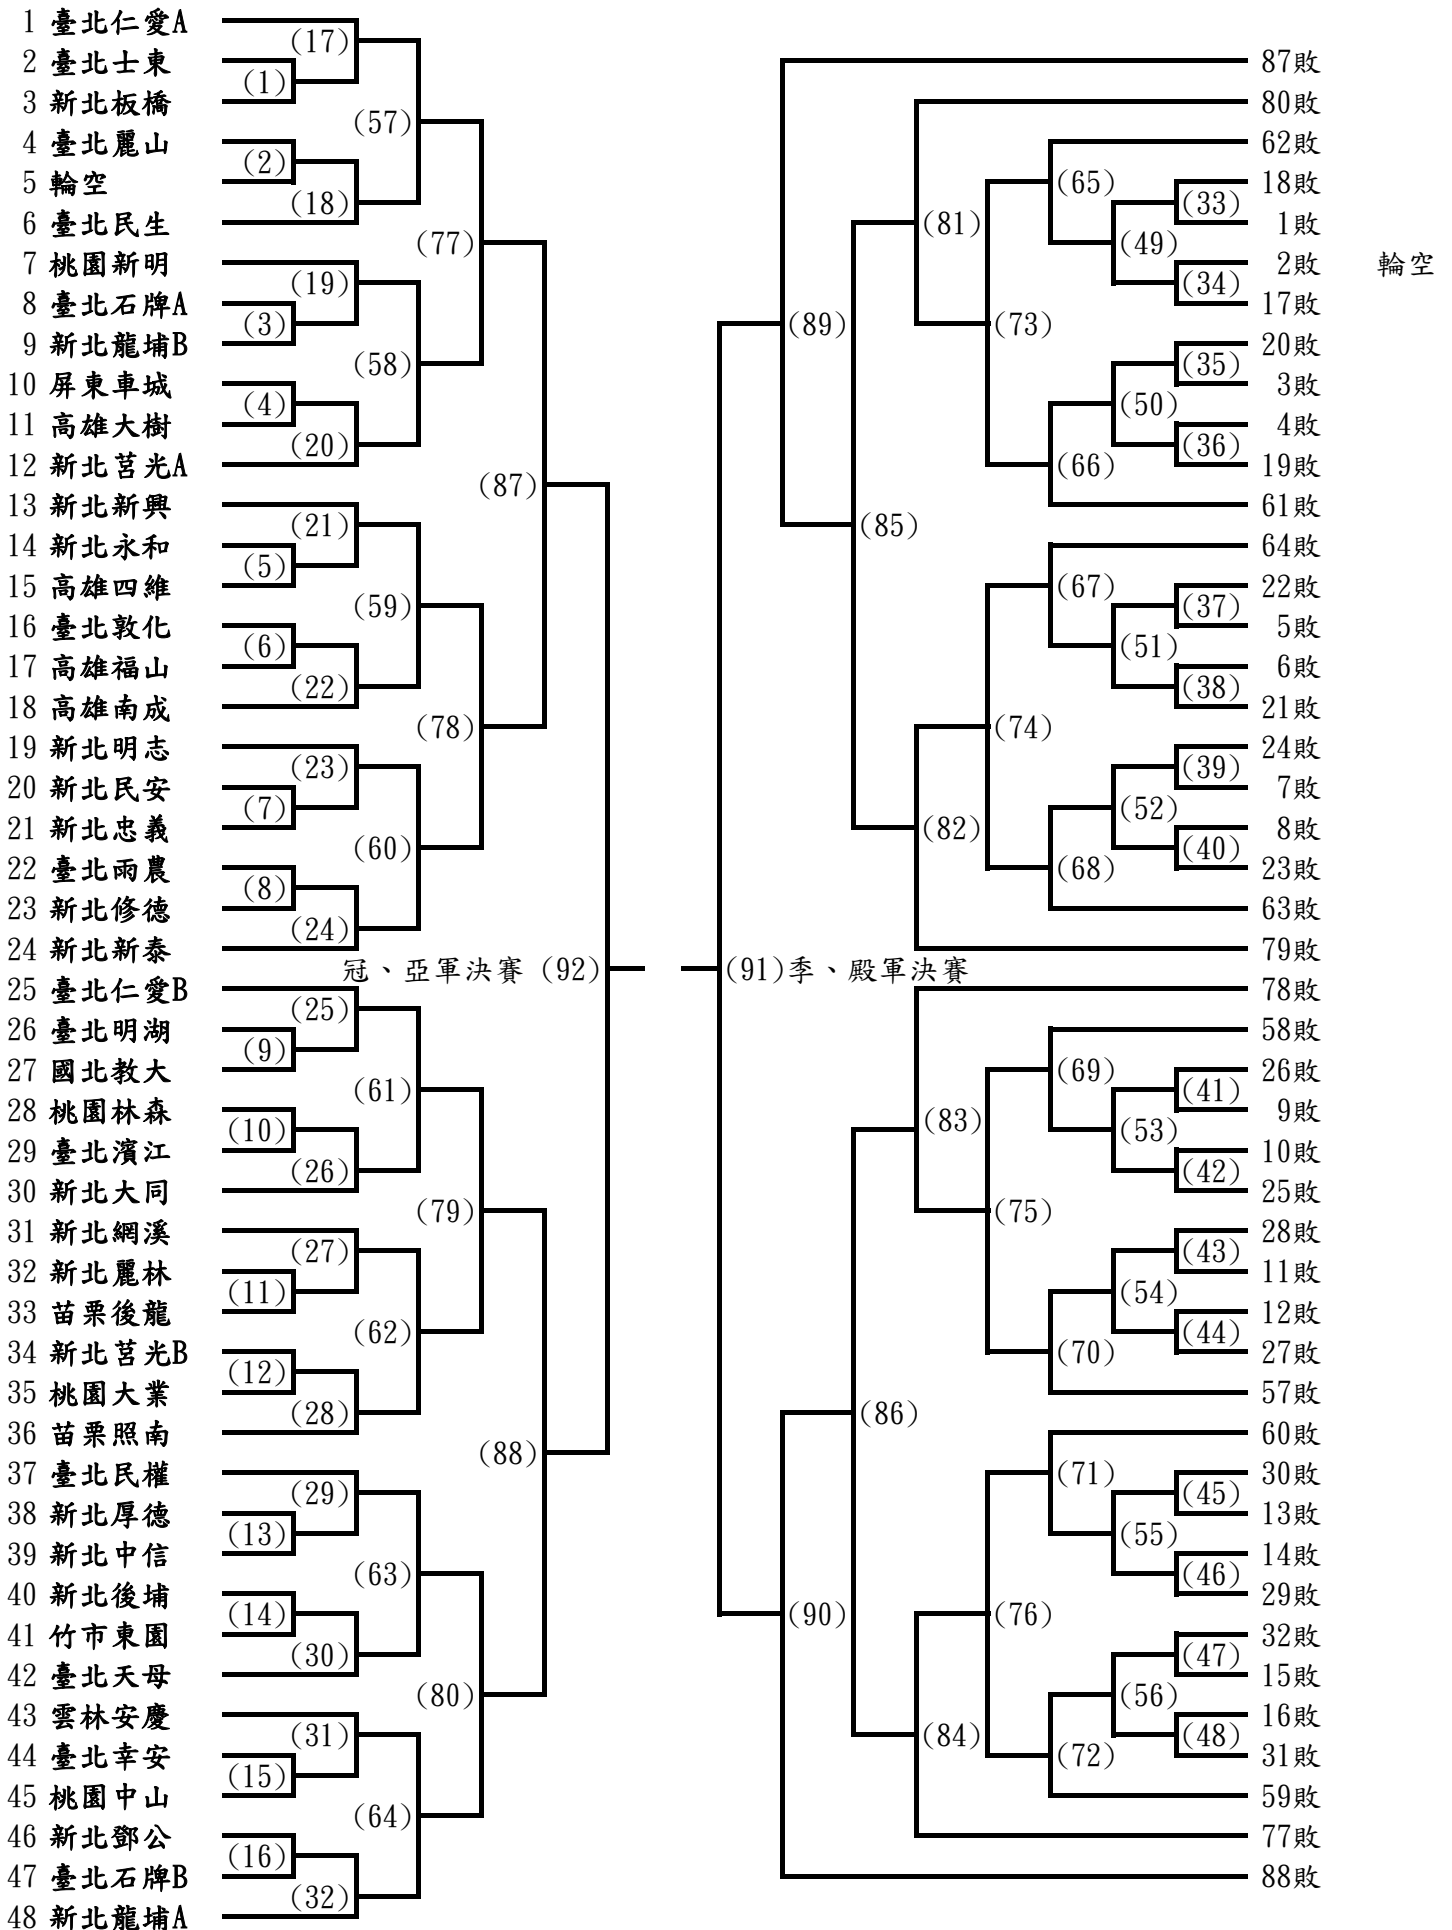 1 臺北仁愛A
(17)
2 臺北士東
87敗
(1)
3 新北板橋
80敗
(57)
4 臺北麗山
62敗
(2)
5 輪空
(65)
18敗
(18)
(33)
6 臺北民生
(81)
1敗
(77)
(49)
7 桃園新明
2敗 輪空
(19)
(34)
8 臺北石牌A
17敗
(3)
(89)
(73)
9 新北龍埔B
20敗
(58)
(35)
10 屏東車城
3敗
(4)
(50)
11 高雄大樹
4敗
(20)
(36)
12 新北莒光A
(66)
19敗
(87)
13 新北新興
61敗
(21)
(85)
14 新北永和
64敗
(5)
15 高雄四維
(67)
22敗
(59)
(37)
16 臺北敦化
5敗
(6)
(51)
17 高雄福山
6敗
(22)
(38)
18 高雄南成
21敗
(78)
(74)
19 新北明志
24敗
(23)
(39)
20 新北民安
7敗
(7)
(52)
21 新北忠義
8敗
(60)
(82)
(40)
22 臺北雨農
(68)
23敗
(8)
23 新北修德
63敗
(24)
24 新北新泰
79敗
冠、亞軍決賽 (92)
(91)季、殿軍決賽
25 臺北仁愛B
78敗
(25)
26 臺北明湖
58敗
(9)
27 國北教大
(69)
26敗
(61)
(41)
28 桃園林森
9敗
(10)
(83)
(53)
29 臺北濱江
10敗
(26)
(42)
30 新北大同
25敗
(79)
(75)
31 新北網溪
28敗
(27)
(43)
32 新北麗林
11敗
(11)
(54)
33 苗栗後龍
12敗
(62)
(44)
34 新北莒光B
(70)
27敗
(12)
35 桃園大業
57敗
(28)
(86)
36 苗栗照南
60敗
(88)
37 臺北民權
(71)
30敗
(29)
(45)
38 新北厚德
13敗
(13)
(55)
39 新北中信
14敗
(63)
(46)
40 新北後埔
29敗
(14)
(90)
(76)
41 竹市東園
32敗
(30)
(47)
42 臺北天母
15敗
(80)
(56)
43 雲林安慶
16敗
(31)
(84)
(48)
44 臺北幸安
(72)
31敗
(15)
45 桃園中山
59敗
(64)
46 新北鄧公
77敗
(16)
47 臺北石牌B
88敗
(32)
48 新北龍埔A